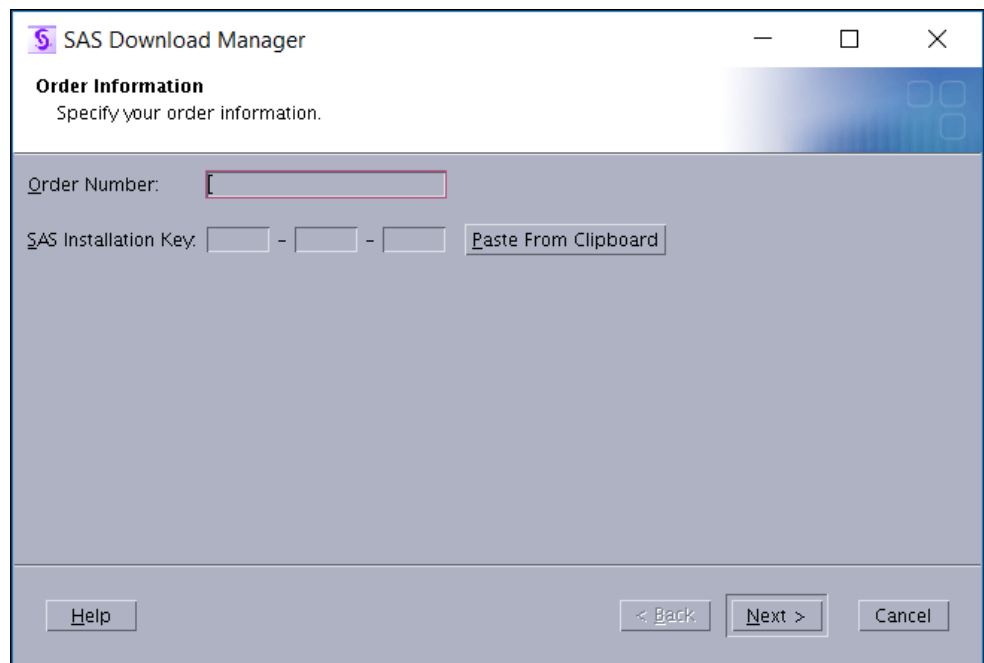 SAS Download Manager
Order Information
Specify your order information.
Order Number:
SAS Installation Key: - - Paste From Clipboard
Help < Back Next > Cancel